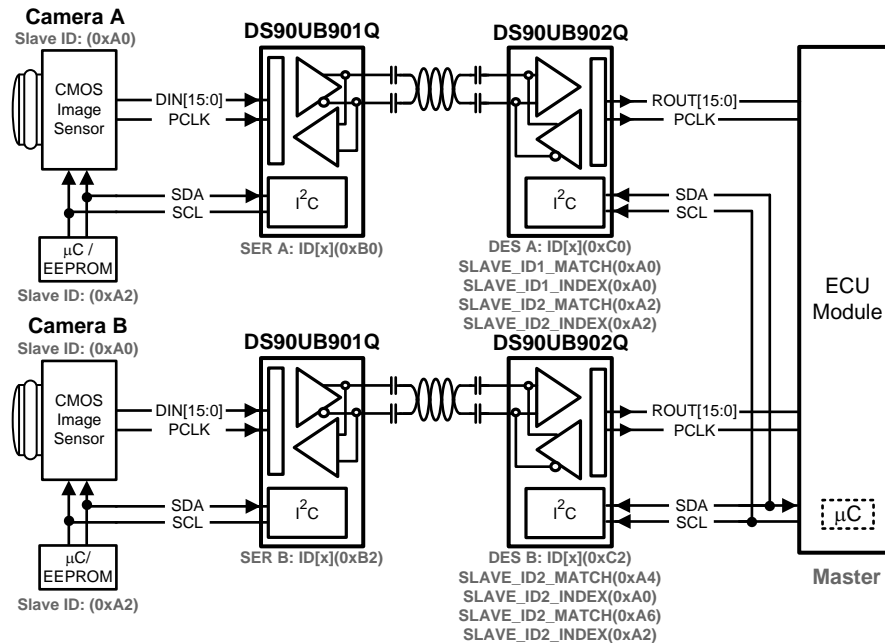 Camera A
Slave ID: (0xA0)
CMOS
Image
Sensor
DIN[15:0]
PCLK
SDA
SCL
µC /
EEPROM
Slave ID: (0xA2)
DS90UB901Q
I2C
SER A: ID[x](0xB0)
DS90UB902Q
I2C
DES A: ID[x](0xC0)
SLAVE_ID1_MATCH(0xA0)
SLAVE_ID1_INDEX(0xA0)
SLAVE_ID2_MATCH(0xA2)
SLAVE_ID2_INDEX(0xA2)
ROUT[15:0]
PCLK
SDA
SCL
ECU
Module
Camera B
Slave ID: (0xA0)
CMOS
Image
Sensor
DIN[15:0]
PCLK
SDA
SCL
µC/
EEPROM
Slave ID: (0xA2)
DS90UB901Q
I2C
SER B: ID[x](0xB2)
DS90UB902Q
I2C
DES B: ID[x](0xC2)
SLAVE_ID2_MATCH(0xA4)
SLAVE_ID2_INDEX(0xA0)
SLAVE_ID2_MATCH(0xA6)
SLAVE_ID2_INDEX(0xA2)
ROUT[15:0]
PCLK
SDA
SCL
µC
Master